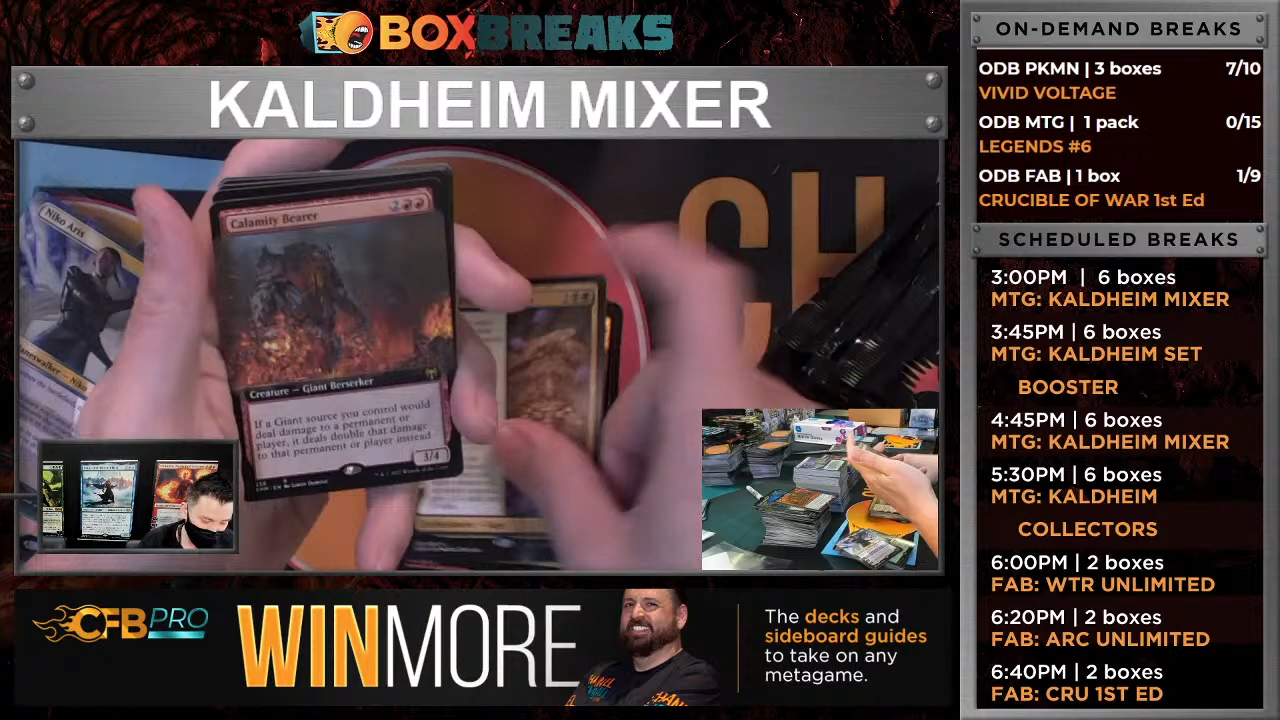 BOXBREAKS
KALDHEIM MIXER
Niko Aris
Calamity Bearer
Creature — Giant Berserker
If a Giant source you control would
deal damage to a permanent or
player, it deals double that damage
to that permanent or player instead
3/4
CH
CFBPRO
WINMORE
The decks and
sideboard guides
to take on any
metagame.
ON-DEMAND BREAKS
ODB PKMN | 3 boxes 7/10
VIVID VOLTAGE
ODB MTG | 1 pack 0/15
LEGENDS #6
ODB FAB | 1 box 1/9
CRUCIBLE OF WAR 1st Ed
SCHEDULED BREAKS
3:00PM | 6 boxes
MTG: KALDHEIM MIXER
3:45PM | 6 boxes
MTG: KALDHEIM SET
BOOSTER
4:45PM | 6 boxes
MTG: KALDHEIM MIXER
5:30PM | 6 boxes
MTG: KALDHEIM
COLLECTORS
6:00PM | 2 boxes
FAB: WTR UNLIMITED
6:20PM | 2 boxes
FAB: ARC UNLIMITED
6:40PM | 2 boxes
FAB: CRU 1ST ED